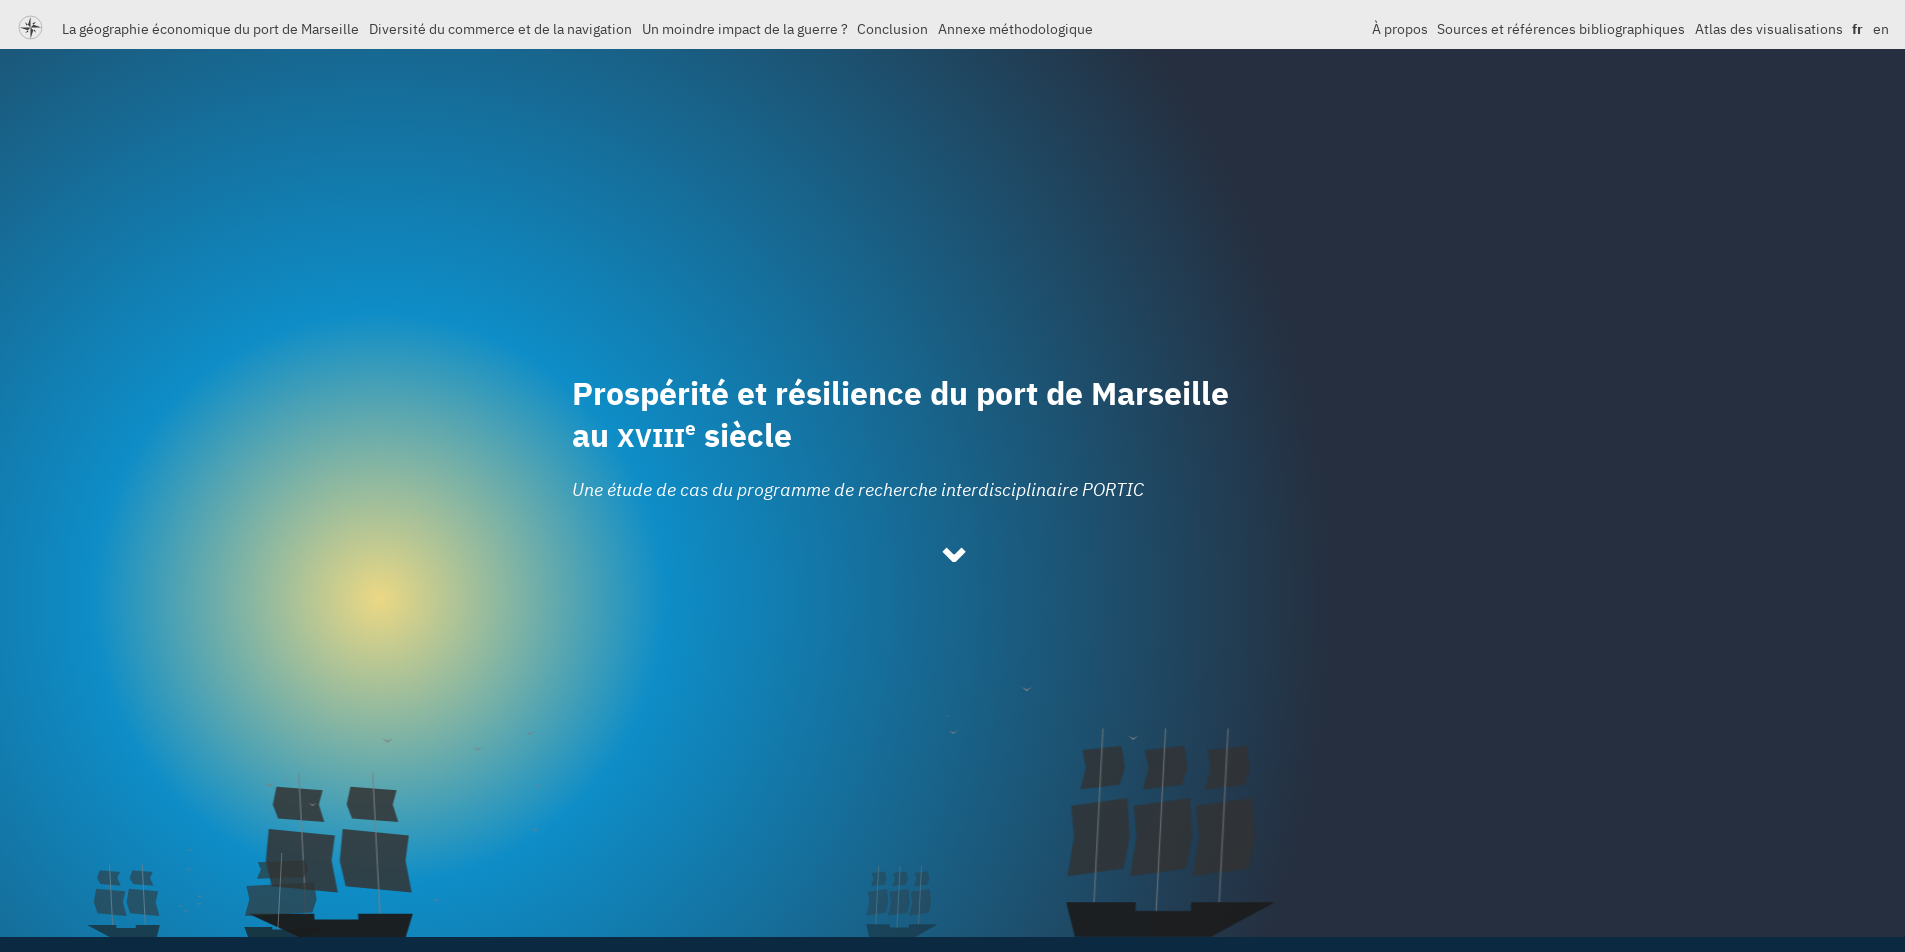 La géographie économique du port de Marseille Diversité du commerce et de la navigation Un moindre impact de la guerre ? Conclusion Annexe méthodologique À propos Sources et références bibliographiques Atlas des visualisations fr en
Prospérité et résilience du port de Marseille
au XVIIIe siècle
Une étude de cas du programme de recherche interdisciplinaire PORTIC